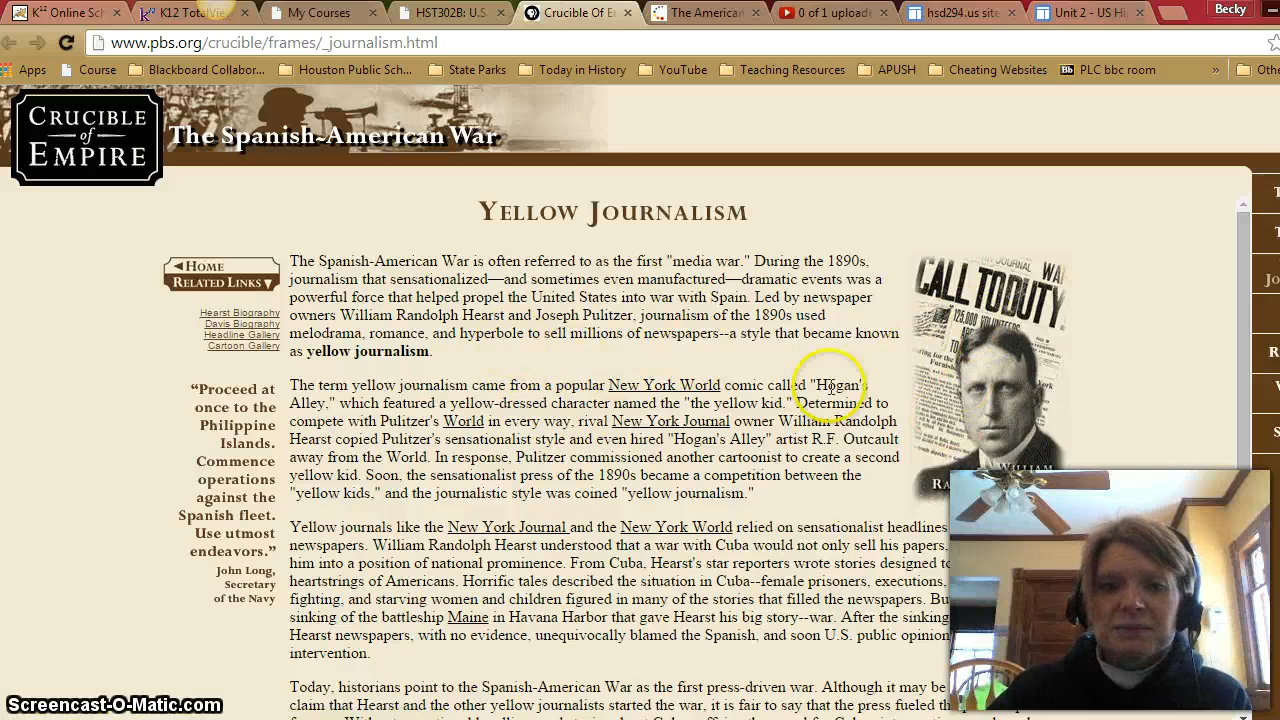 K¹² Online Sc
K12 TotalVi
My Courses
HST302B: U.S.
Crucible Of E
The American
0 of 1 uploade
hsd294.us site
Unit 2 - US Hi
Becky
www.pbs.org/crucible/frames/_journalism.html
Apps
Course
Blackboard Collabor...
Houston Public Sch...
State Parks
Today in History
YouTube
Teaching Resources
APUSH
Cheating Websites
Bb PLC bbc room
»
Othe
CRUCIBLE
of
EMPIRE
The Spanish-American War
YELLOW JOURNALISM
HOME
RELATED LINKS
Hearst Biography
Davis Biography
Headline Gallery
Cartoon Gallery
“Proceed at
once to the
Philippine
Islands.
Commence
operations
against the
Spanish fleet.
Use utmost
endeavors.”
John Long,
Secretary
of the Navy
The Spanish-American War is often referred to as the first "media war." During the 1890s,
journalism that sensationalized—and sometimes even manufactured—dramatic events was a
powerful force that helped propel the United States into war with Spain. Led by newspaper
owners William Randolph Hearst and Joseph Pulitzer, journalism of the 1890s used
melodrama, romance, and hyperbole to sell millions of newspapers--a style that became known
as yellow journalism.
The term yellow journalism came from a popular New York World comic called "Hogan's
Alley," which featured a yellow-dressed character named the "the yellow kid." Determined to
compete with Pulitzer's World in every way, rival New York Journal owner William Randolph
Hearst copied Pulitzer's sensationalist style and even hired "Hogan's Alley" artist R.F. Outcault
away from the World. In response, Pulitzer commissioned another cartoonist to create a second
yellow kid. Soon, the sensationalist press of the 1890s became a competition between the
"yellow kids," and the journalistic style was coined "yellow journalism."
Yellow journals like the New York Journal and the New York World relied on sensationalist headlines
newspapers. William Randolph Hearst understood that a war with Cuba would not only sell his papers,
him into a position of national prominence. From Cuba, Hearst's star reporters wrote stories designed to
heartstrings of Americans. Horrific tales described the situation in Cuba--female prisoners, executions,
fighting, and starving women and children figured in many of the stories that filled the newspapers. Bu
sinking of the battleship Maine in Havana Harbor that gave Hearst his big story--war. After the sinking
Hearst newspapers, with no evidence, unequivocally blamed the Spanish, and soon U.S. public opinion
intervention.
Today, historians point to the Spanish-American War as the first press-driven war. Although it may be
claim that Hearst and the other yellow journalists started the war, it is fair to say that the press fueled the
JOURNAL
WA
CALL TO DUTY
125,000
VOLUNTEERS
WILLIAM
RA
Screencast-O-Matic.com